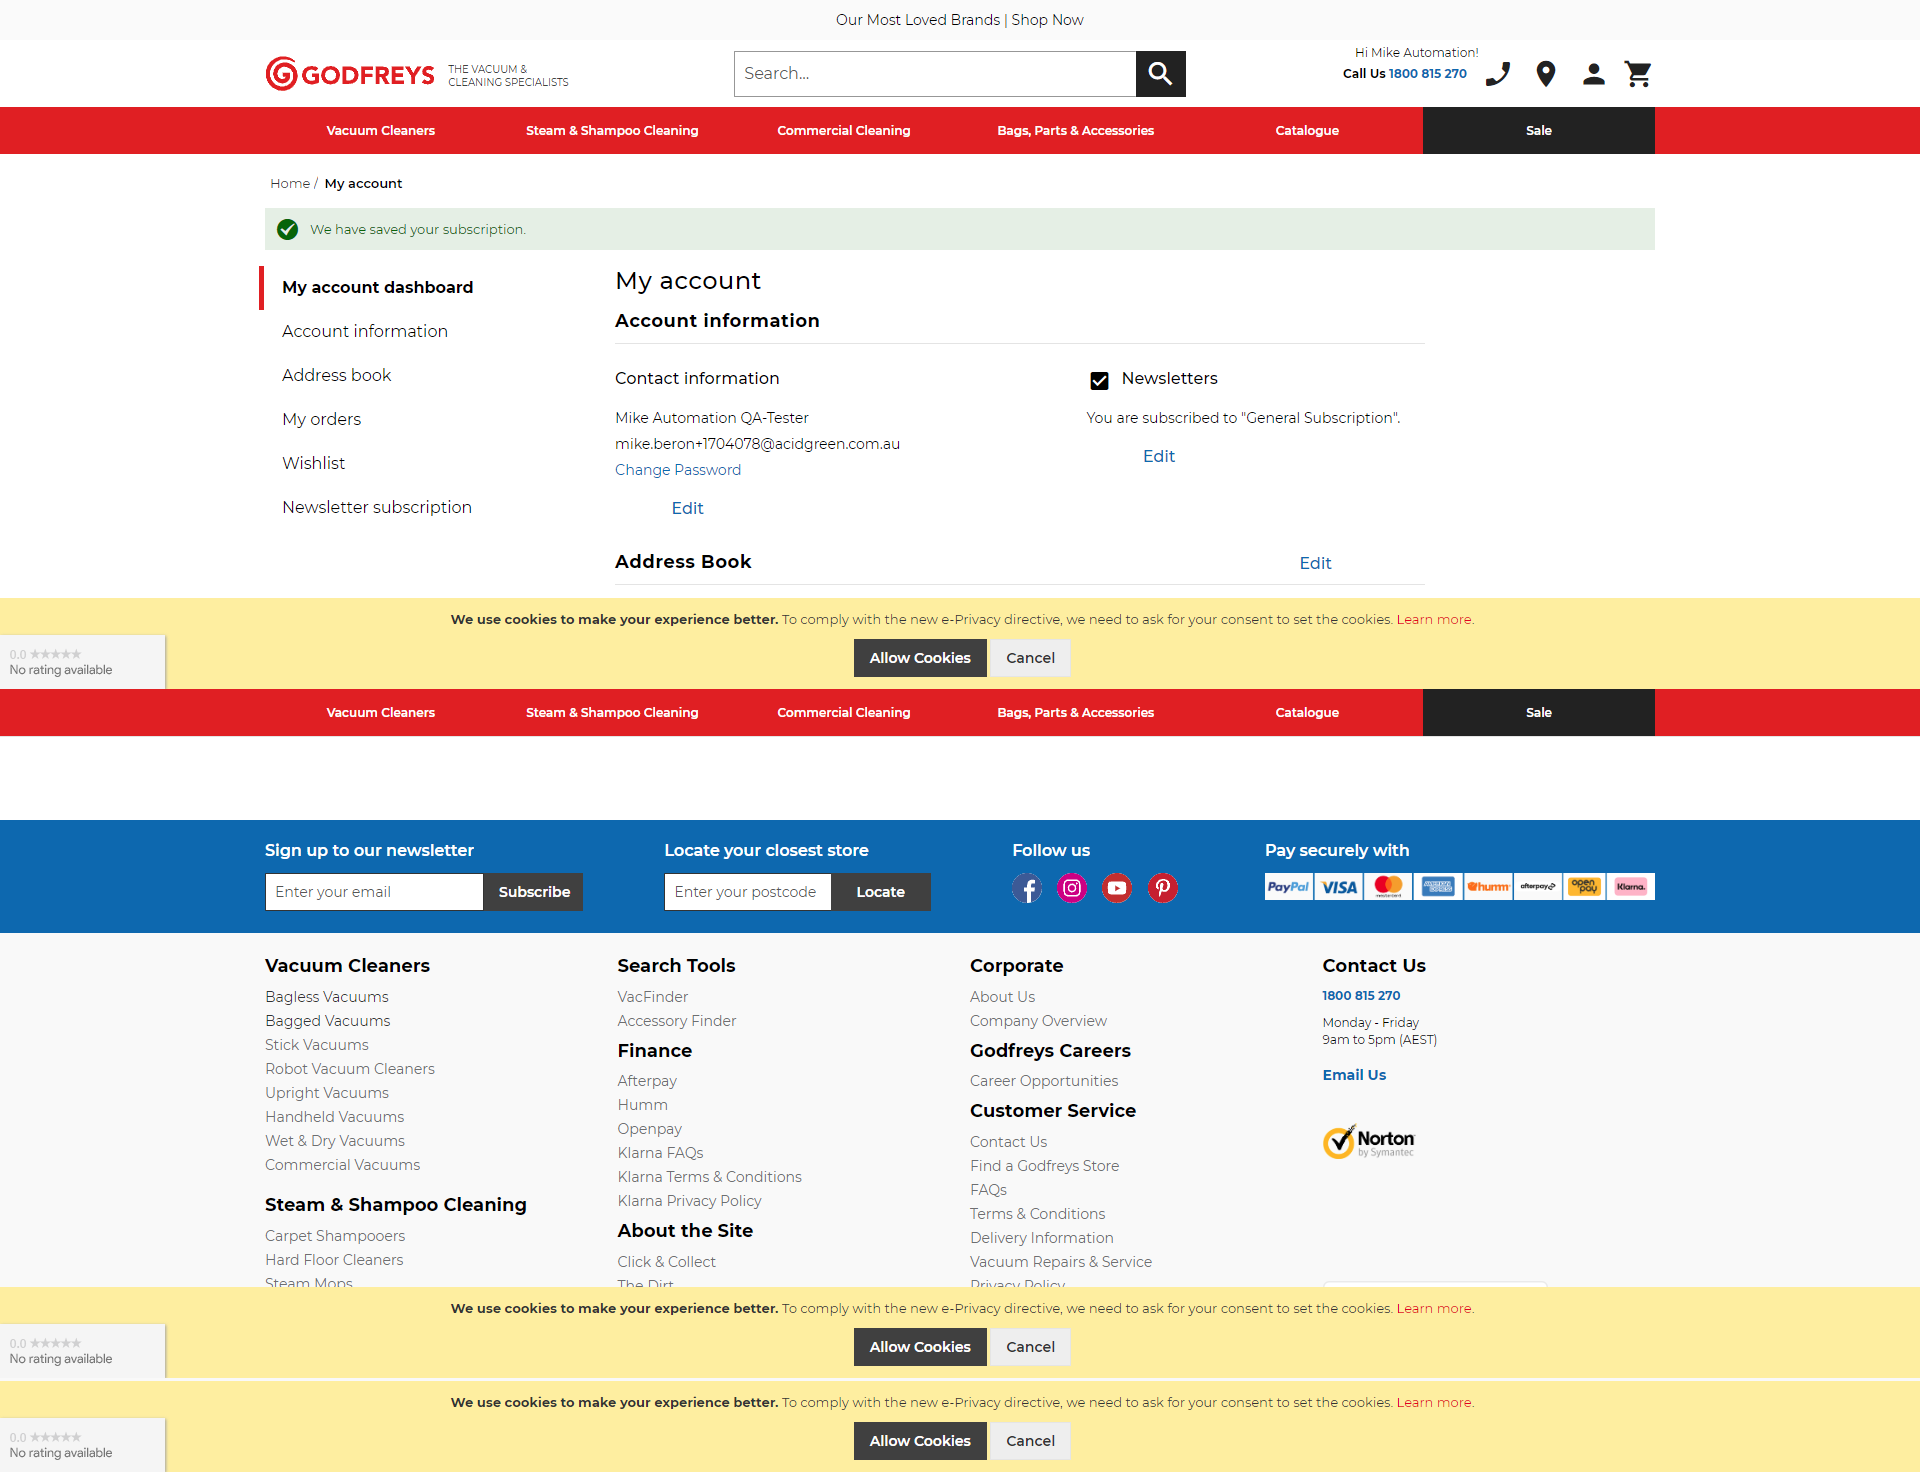 Our Most Loved Brands | Shop Now
GODFREYS
THE VACUUM &
CLEANING SPECIALISTS
Search...
Hi Mike Automation!
Call Us 1800 815 270
Vacuum Cleaners
Steam & Shampoo Cleaning
Commercial Cleaning
Bags, Parts & Accessories
Catalogue
Sale
Home / My account
We have saved your subscription.
My account dashboard
Account information
Address book
My orders
Wishlist
Newsletter subscription
My account
Account information
Contact information
Mike Automation QA-Tester
mike.beron+1704078@acidgreen.com.au
Change Password
Edit
Newsletters
You are subscribed to "General Subscription".
Edit
Address Book
Edit
We use cookies to make your experience better. To comply with the new e-Privacy directive, we need to ask for your consent to set the cookies. Learn more.
Allow Cookies
Cancel
0.0 ★★★★★
No rating available
Vacuum Cleaners
Steam & Shampoo Cleaning
Commercial Cleaning
Bags, Parts & Accessories
Catalogue
Sale
Sign up to our newsletter
Enter your email
Subscribe
Locate your closest store
Enter your postcode
Locate
Follow us
Pay securely with
PayPal
VISA
mastercard
AMERICAN EXPRESS
humm
afterpay
openpay
Klarna.
Vacuum Cleaners
Bagless Vacuums
Bagged Vacuums
Stick Vacuums
Robot Vacuum Cleaners
Upright Vacuums
Handheld Vacuums
Wet & Dry Vacuums
Commercial Vacuums
Steam & Shampoo Cleaning
Carpet Shampooers
Hard Floor Cleaners
Steam Mops
Search Tools
VacFinder
Accessory Finder
Finance
Afterpay
Humm
Openpay
Klarna FAQs
Klarna Terms & Conditions
Klarna Privacy Policy
About the Site
Click & Collect
The Dirt
Corporate
About Us
Company Overview
Godfreys Careers
Career Opportunities
Customer Service
Contact Us
Find a Godfreys Store
FAQs
Terms & Conditions
Delivery Information
Vacuum Repairs & Service
Privacy Policy
Contact Us
1800 815 270
Monday - Friday
9am to 5pm (AEST)
Email Us
Norton
by Symantec
We use cookies to make your experience better. To comply with the new e-Privacy directive, we need to ask for your consent to set the cookies. Learn more.
Allow Cookies
Cancel
0.0 ★★★★★
No rating available
We use cookies to make your experience better. To comply with the new e-Privacy directive, we need to ask for your consent to set the cookies. Learn more.
Allow Cookies
Cancel
0.0 ★★★★★
No rating available